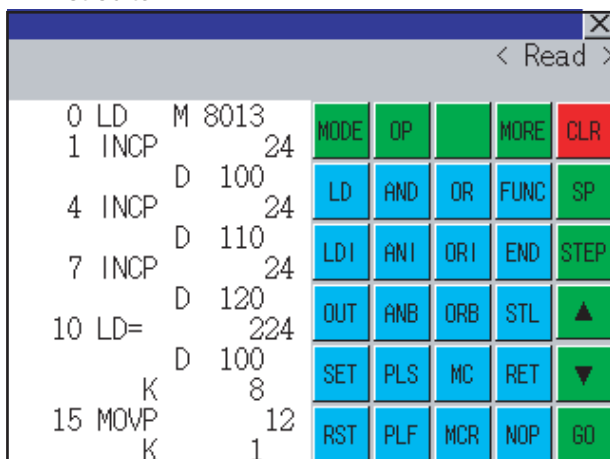 X
< Read >
0 LD M 8013
1 INCP 24
D 100
4 INCP 24
D 110
7 INCP 24
D 120
10 LD= 224
D 100
K 8
15 MOVP 12
K 1
MODE OP MORE CLR
LD AND OR FUNC SP
LDI ANI ORI END STEP
OUT ANB ORB STL ▲
SET PLS MC RET ▼
RST PLF MCR NOP GO